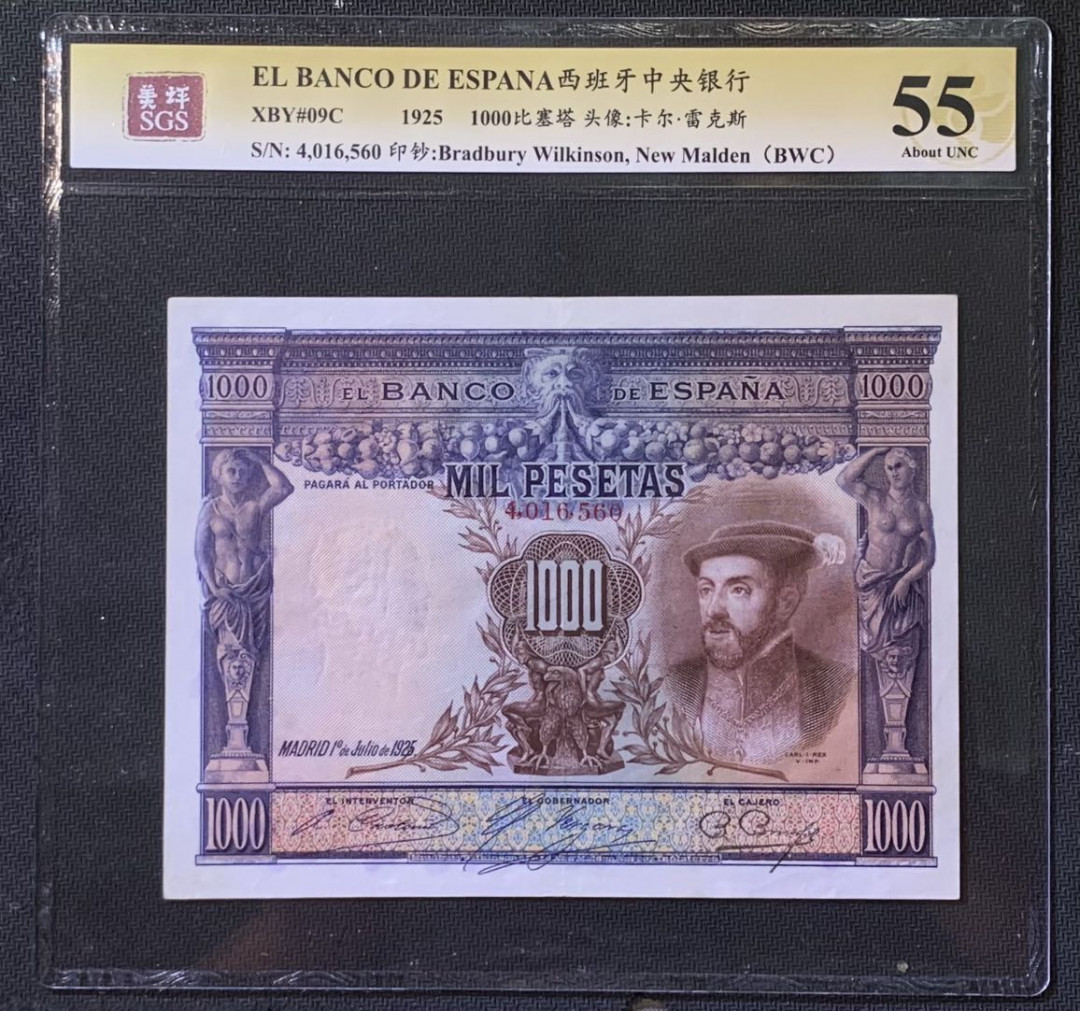 美祥
SGS
EL BANCO DE ESPANA西班牙中央银行
XBY#09C 1925 1000比塞塔 头像:卡尔·雷克斯
S/N: 4,016,560 印钞:Bradbury Wilkinson, New Malden（BWC）
55
About UNC
1000 EL BANCO DE ESPAÑA 1000
PAGARÁ AL PORTADOR MIL PESETAS
4,016,560
1000
MADRID 1º de Julio de 1925
CARL·I·REX
V·IMP.
EL INTERVENTOR EL GOBERNADOR EL CAJERO
1000 1000